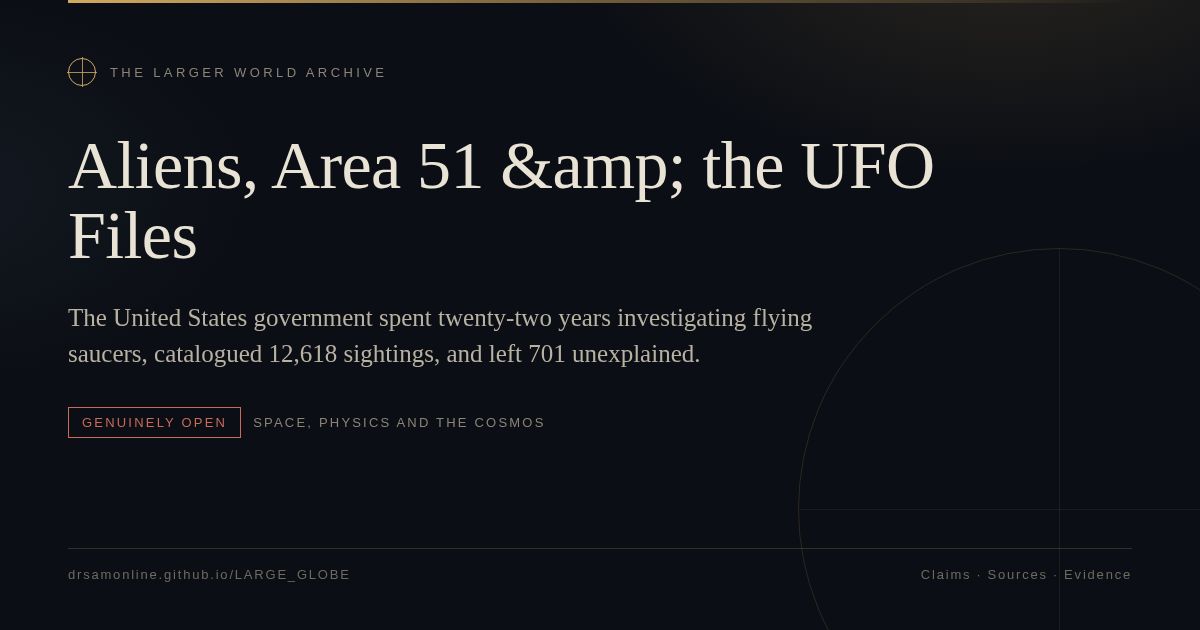 THE LARGER WORLD ARCHIVE
Aliens, Area 51 &amp; the UFO
Files
The United States government spent twenty-two years investigating flying
saucers, catalogued 12,618 sightings, and left 701 unexplained.
GENUINELY OPEN SPACE, PHYSICS AND THE COSMOS
drsamonline.github.io/LARGE_GLOBE Claims · Sources · Evidence